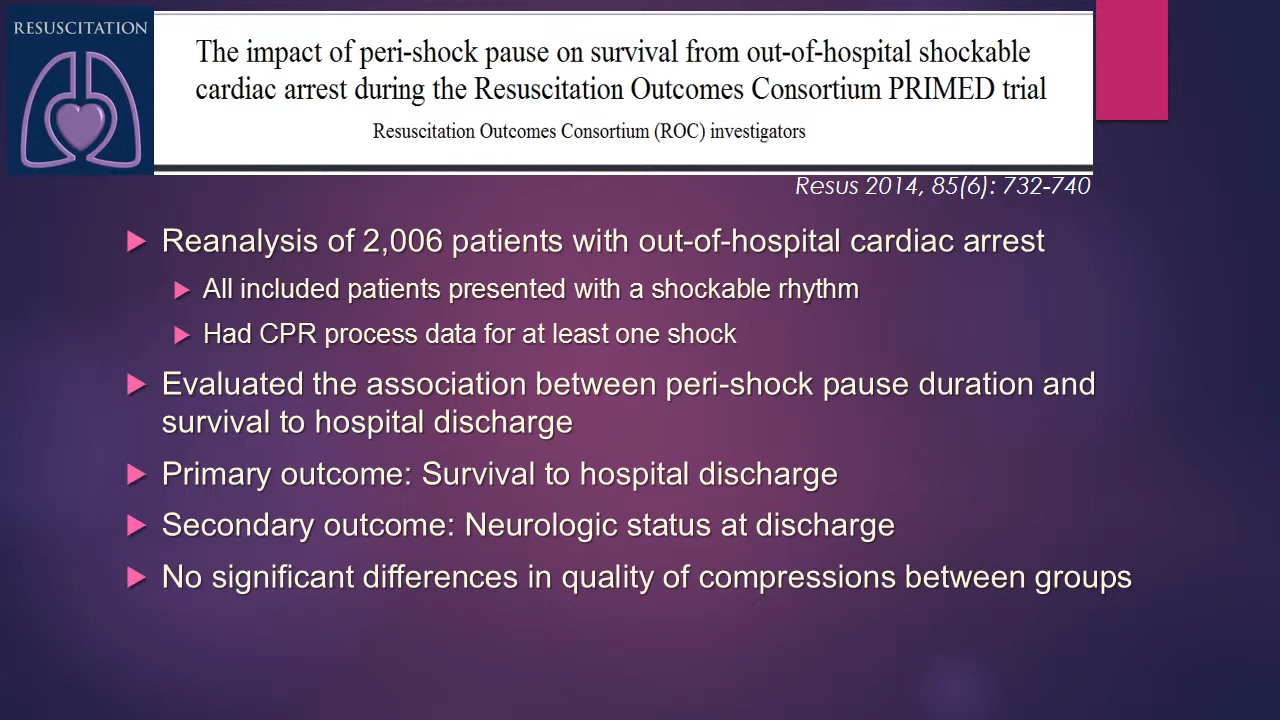 RESUSCITATION
The impact of peri-shock pause on survival from out-of-hospital shockable
cardiac arrest during the Resuscitation Outcomes Consortium PRIMED trial
Resuscitation Outcomes Consortium (ROC) investigators
Resus 2014, 85(6): 732-740
Reanalysis of 2,006 patients with out-of-hospital cardiac arrest
All included patients presented with a shockable rhythm
Had CPR process data for at least one shock
Evaluated the association between peri-shock pause duration and
survival to hospital discharge
Primary outcome: Survival to hospital discharge
Secondary outcome: Neurologic status at discharge
No significant differences in quality of compressions between groups